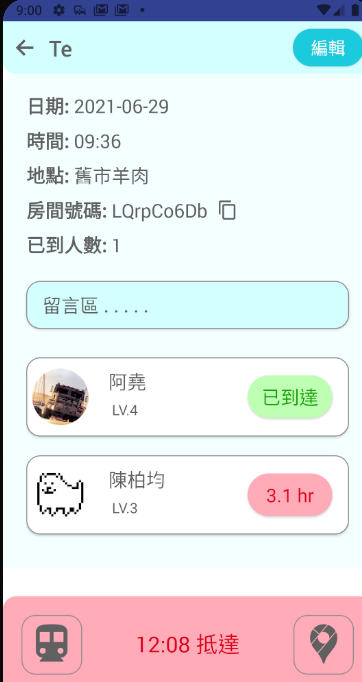 9:00
Te
編輯
日期: 2021-06-29
時間: 09:36
地點: 舊市羊肉
房間號碼: LQrpCo6Db
已到人數: 1
留言區 . . . . .
阿堯
LV.4
已到達
陳柏均
LV.3
3.1 hr
12:08 抵達